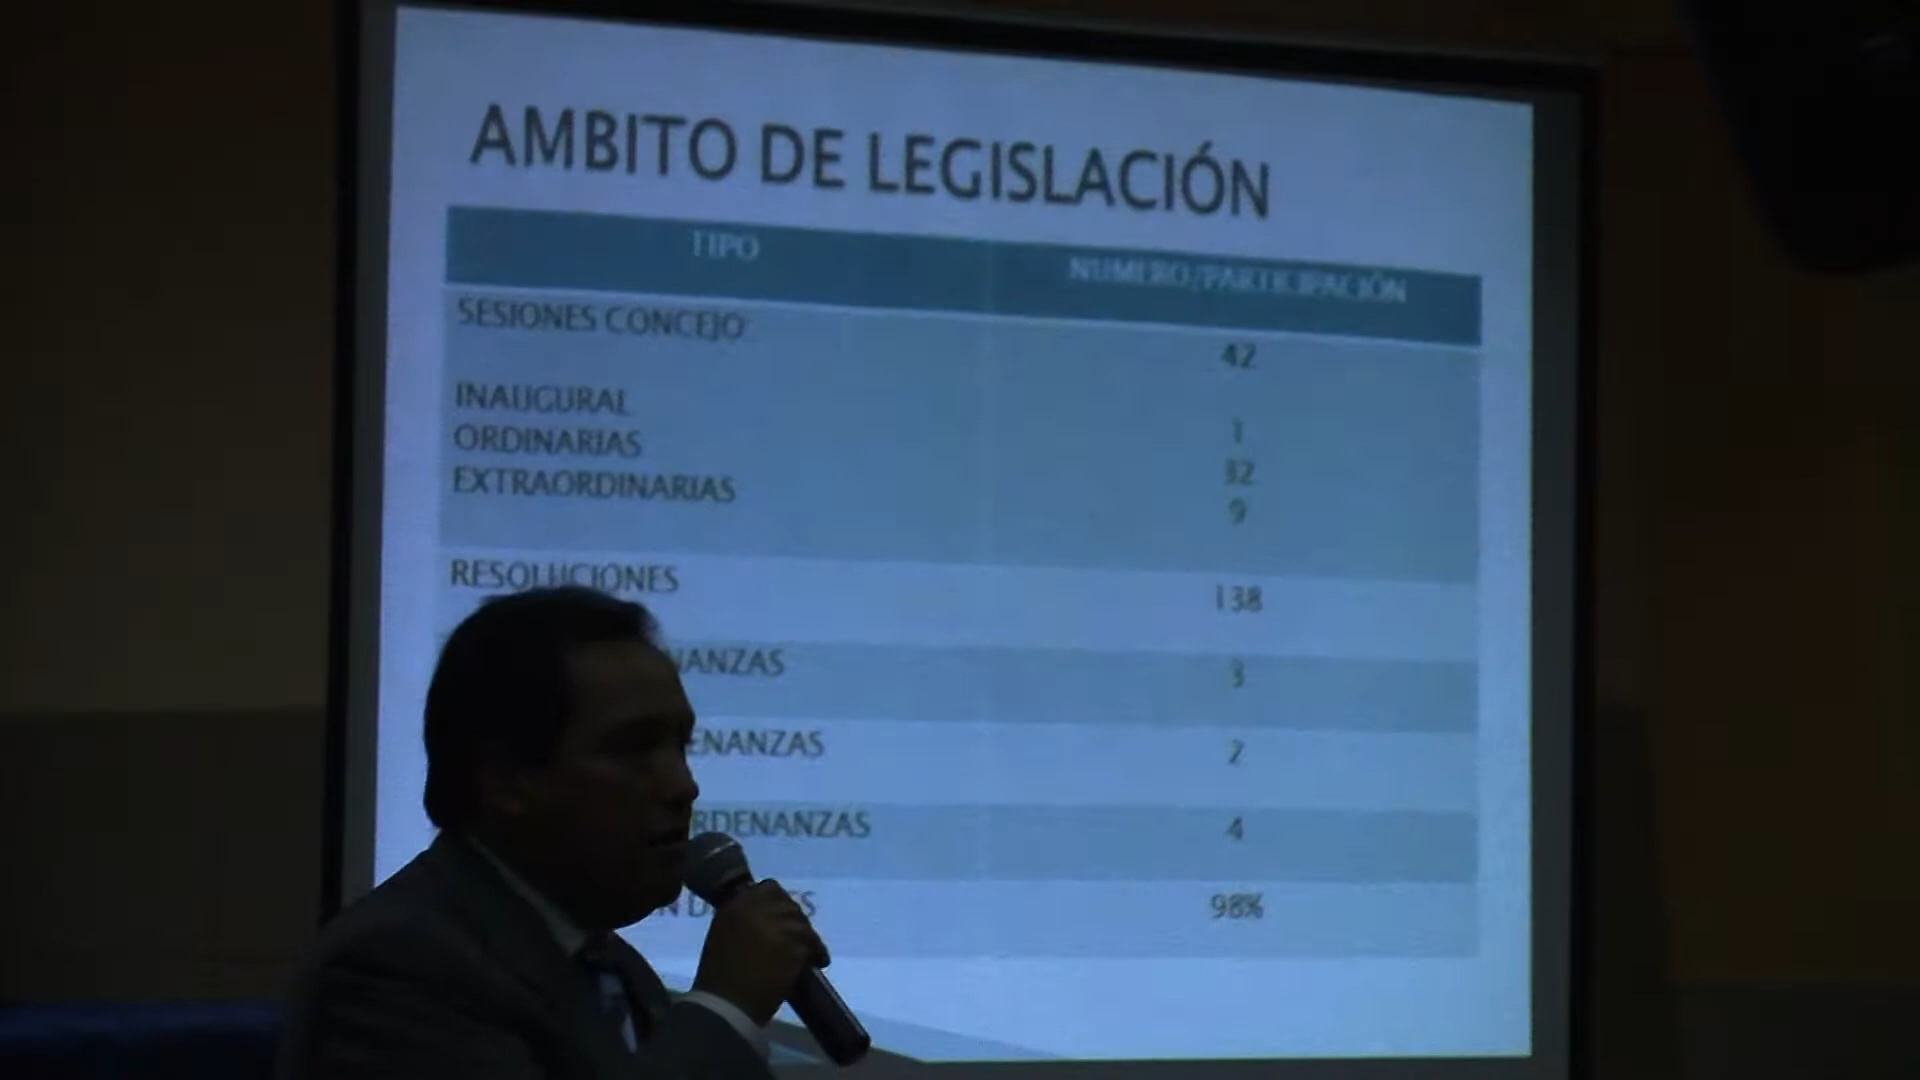 AMBITO DE LEGISLACIÓN
TIPO NUMERO/PARTICIPACIÓN
SESIONES CONCEJO: 42
INAUGURAL 1
ORDINARIAS 32
EXTRAORDINARIAS 9
RESOLUCIONES 138
NANZAS 3
ENANZAS 2
RDENANZAS 4
98%